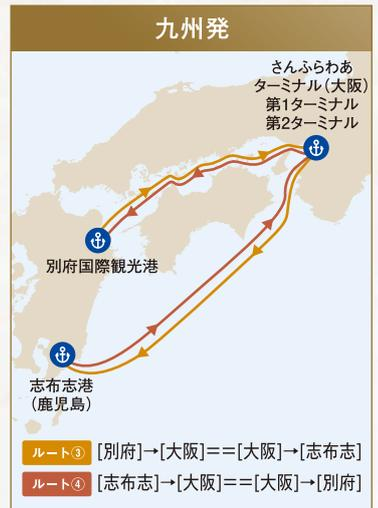 九州発
さんふらわあ
ターミナル（大阪）
第1ターミナル
第2ターミナル
別府国際観光港
志布志港
（鹿児島）
ルート③ [別府]→[大阪]==[大阪]→[志布志]
ルート④ [志布志]→[大阪]==[大阪]→[別府]